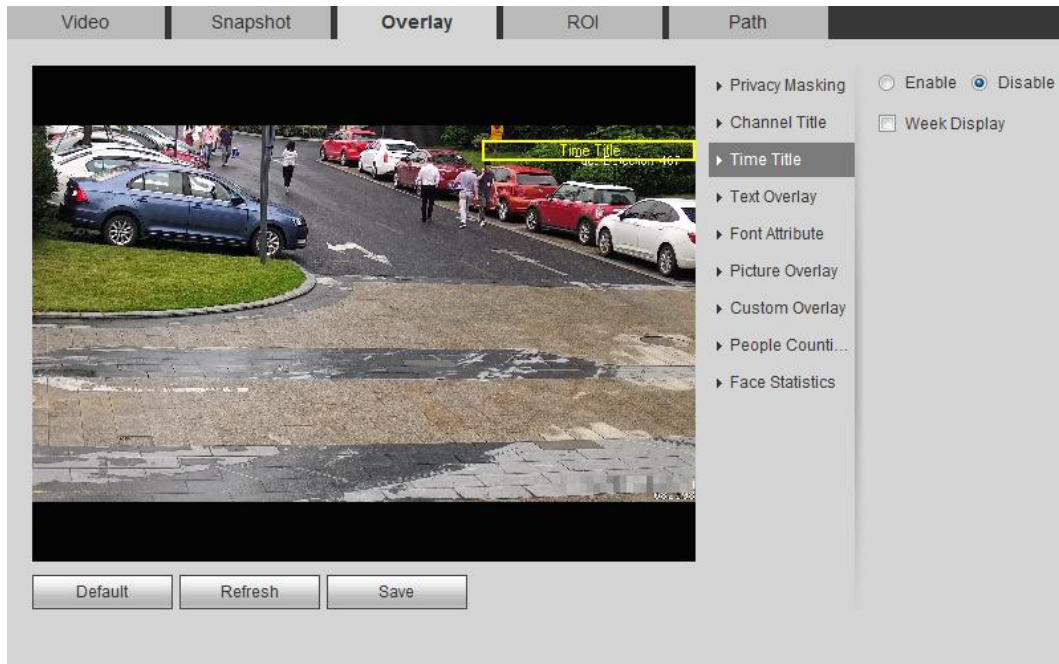 Video Snapshot Overlay ROI Path
Privacy Masking
Enable Disable
Channel Title
Week Display
Time Title
Time Title
Text Overlay
Font Attribute
Picture Overlay
Custom Overlay
People Counti...
Face Statistics
Default Refresh Save